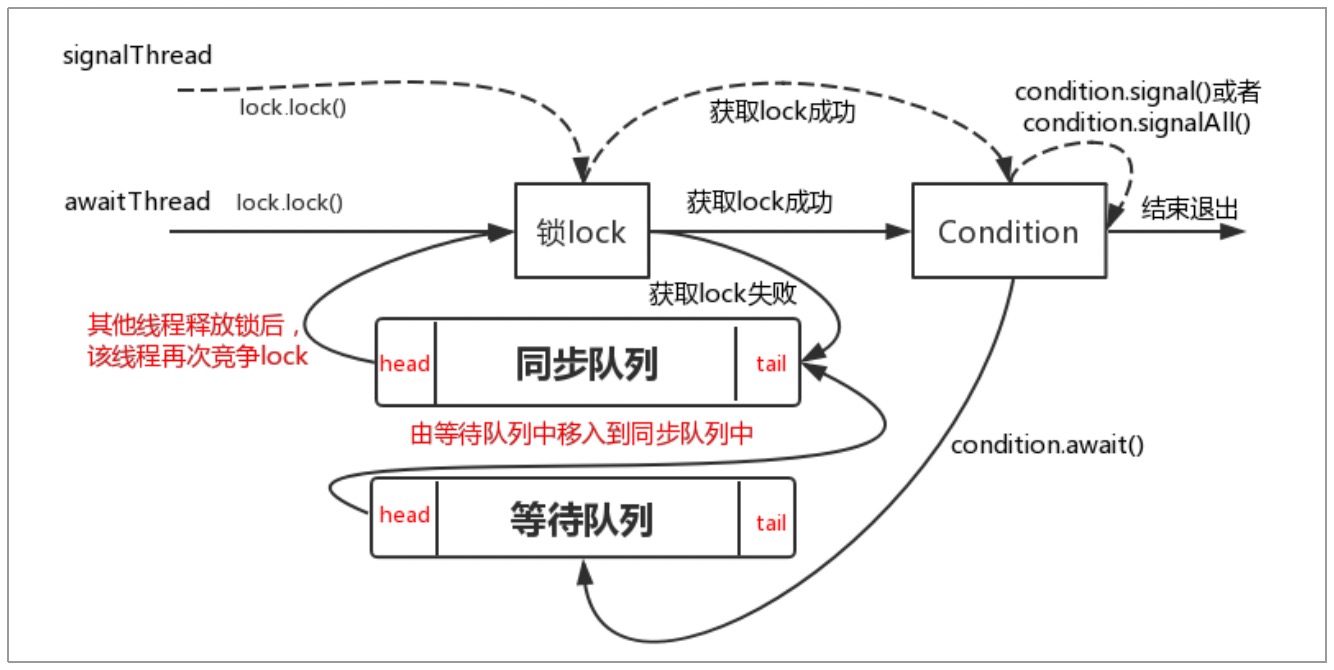 signalThread
lock.lock()
获取lock成功
condition.signal()或者
condition.signalAll()
awaitThread
lock.lock()
锁lock
获取lock成功
Condition
结束退出
获取lock失败
其他线程释放锁后，
该线程再次竞争lock
head
同步队列
tail
由等待队列中移入到同步队列中
condition.await()
head
等待队列
tail